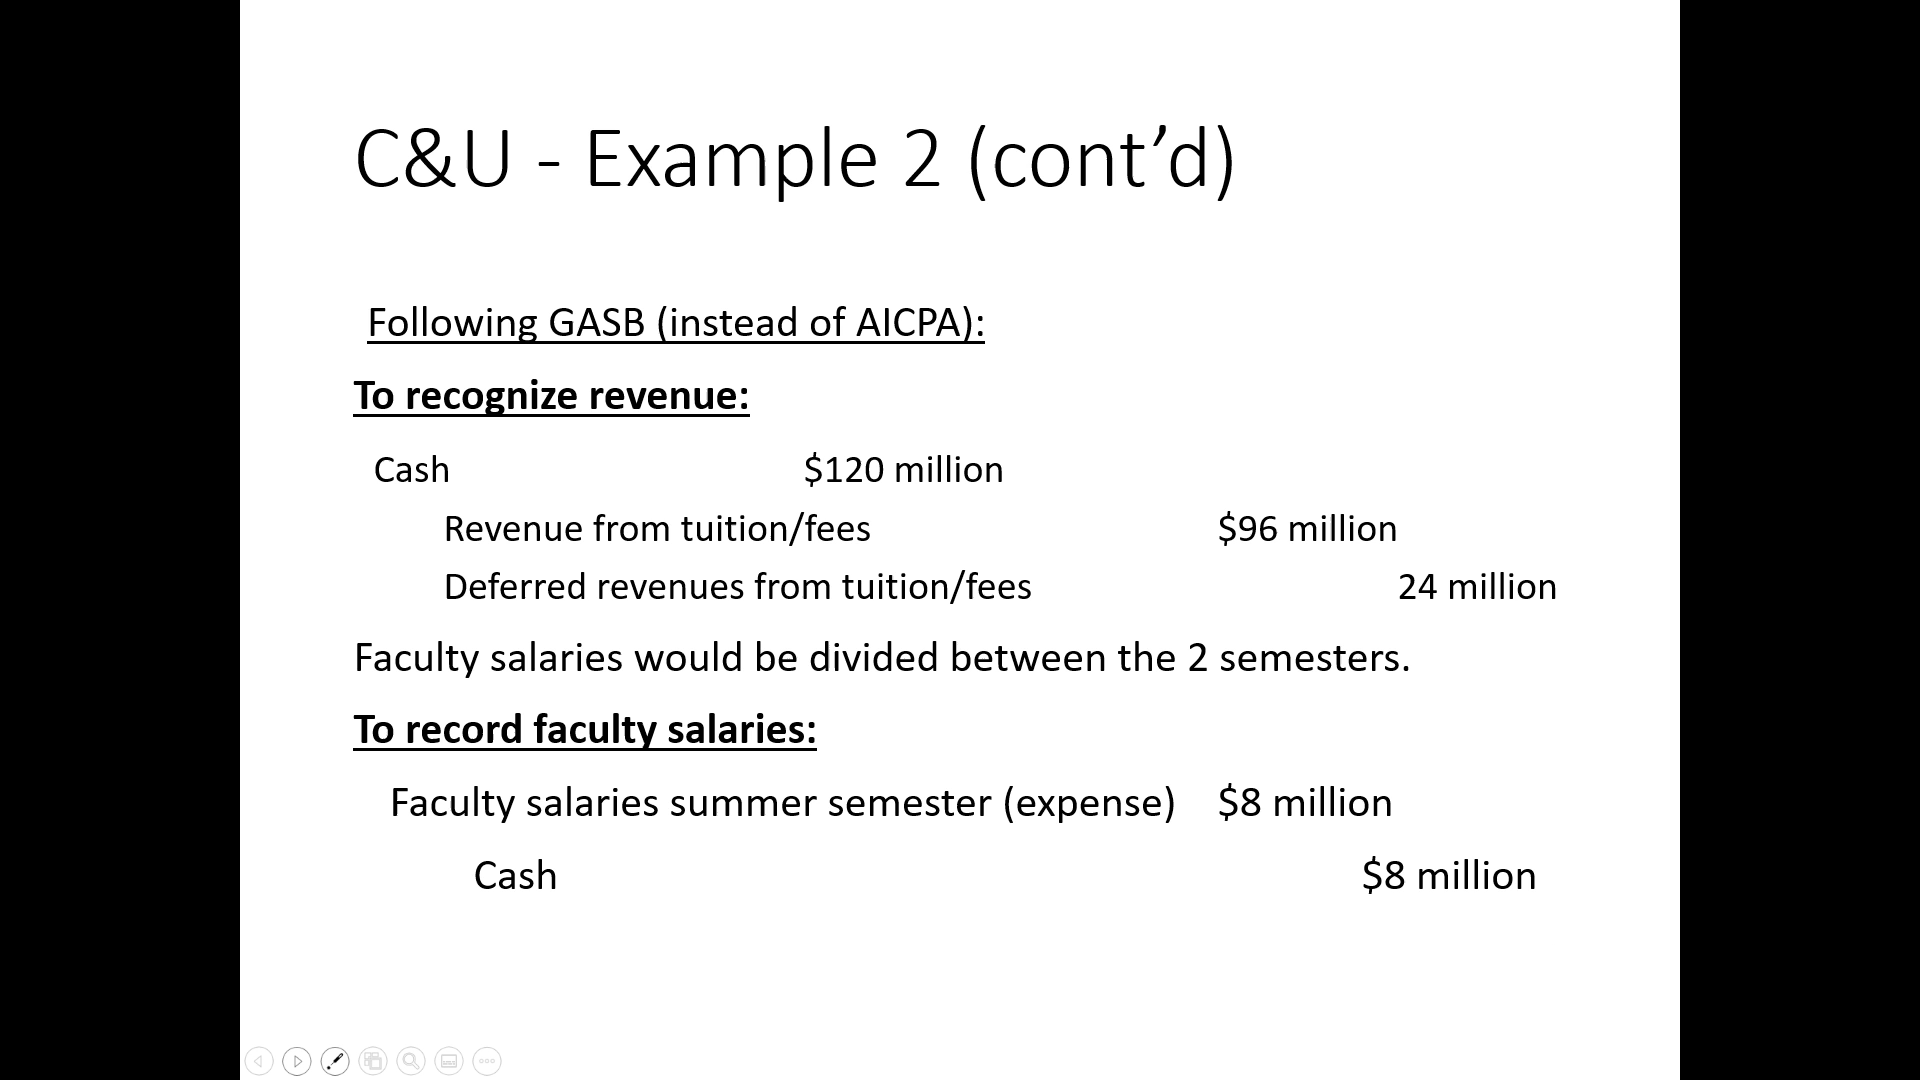 C&U - Example 2 (cont’d)
Following GASB (instead of AICPA):
To recognize revenue:
Cash $120 million
Revenue from tuition/fees $96 million
Deferred revenues from tuition/fees 24 million
Faculty salaries would be divided between the 2 semesters.
To record faculty salaries:
Faculty salaries summer semester (expense) $8 million
Cash $8 million